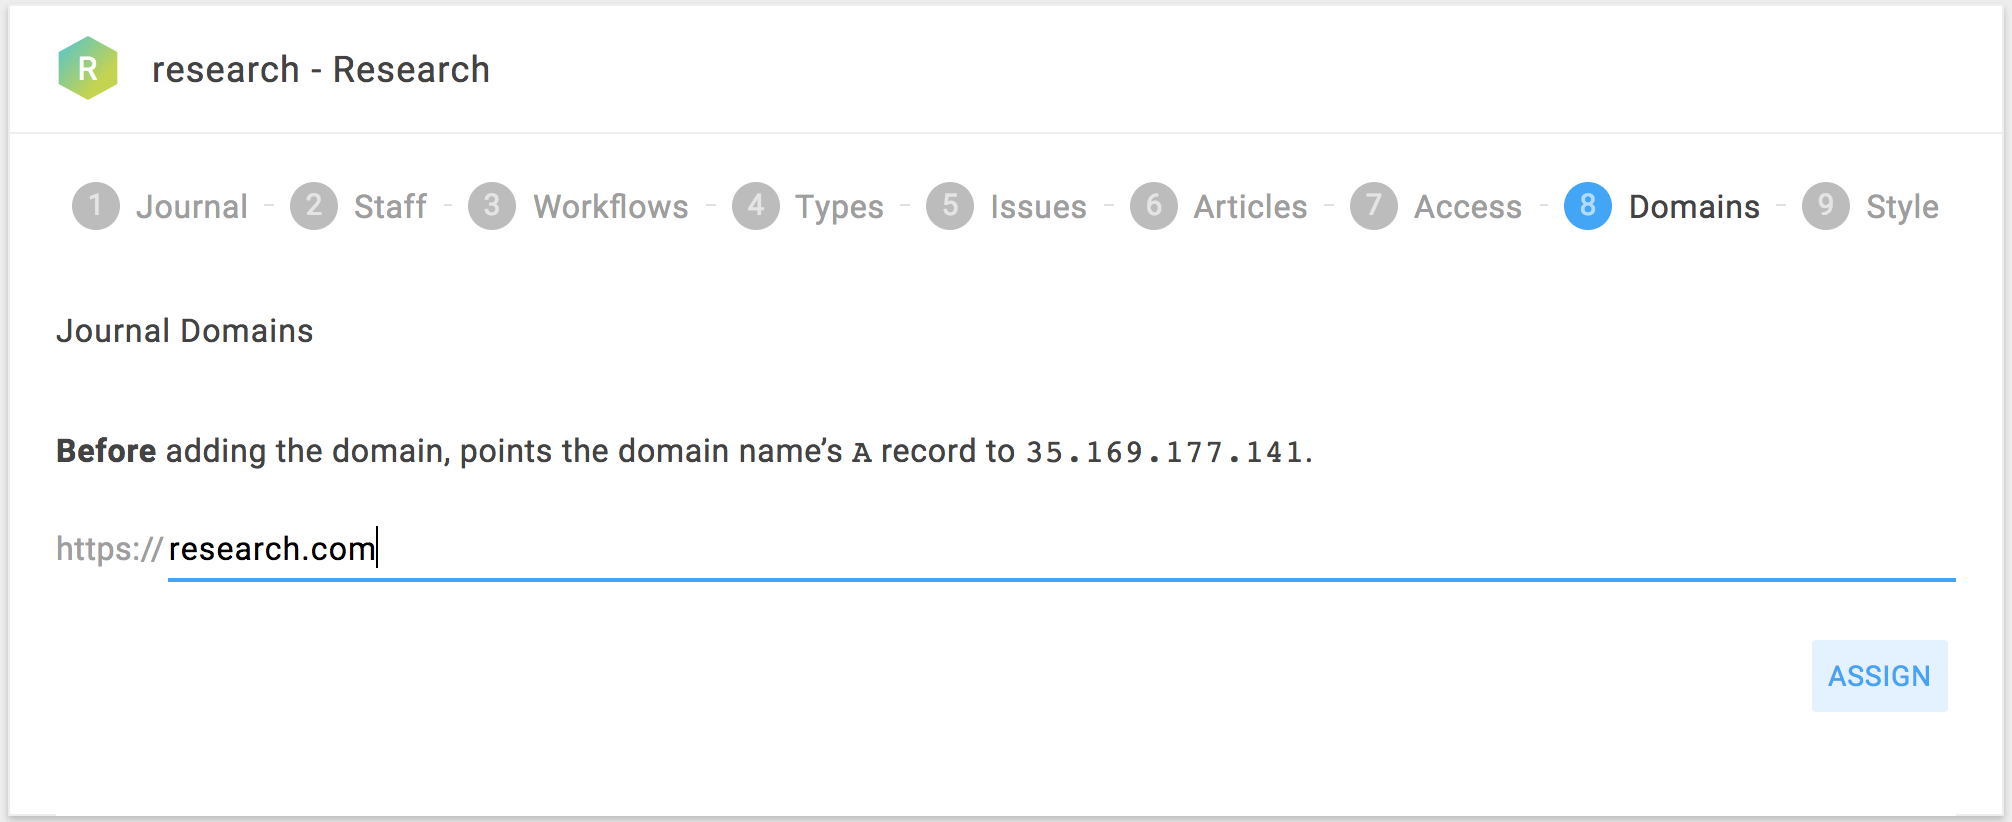 R research - Research
1 Journal - 2 Staff - 3 Workflows - 4 Types - 5 Issues - 6 Articles - 7 Access - 8 Domains - 9 Style
Journal Domains
Before adding the domain, points the domain name’s A record to 35.169.177.141.
https:// research.com
ASSIGN